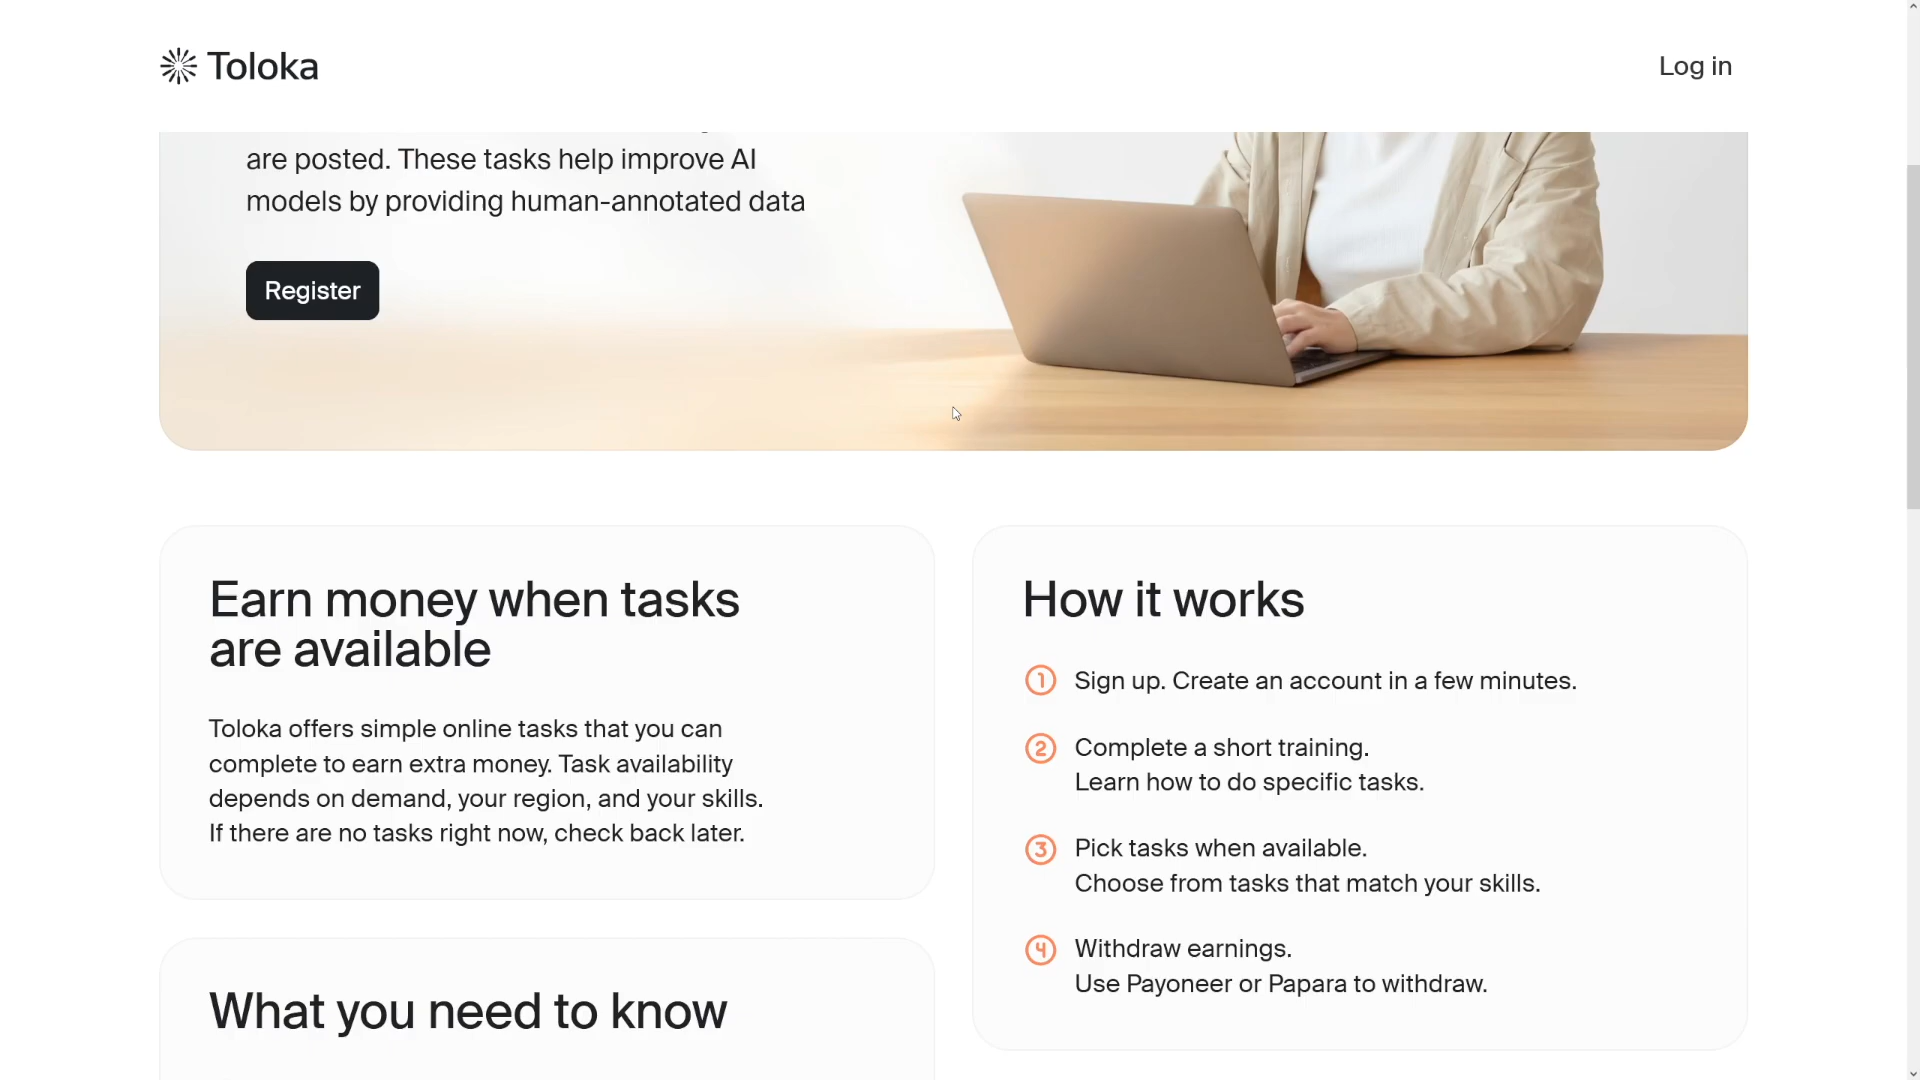 Toloka
Log in
are posted. These tasks help improve AI
models by providing human-annotated data
Register
Earn money when tasks
are available
Toloka offers simple online tasks that you can
complete to earn extra money. Task availability
depends on demand, your region, and your skills.
If there are no tasks right now, check back later.
What you need to know
How it works
1 Sign up. Create an account in a few minutes.
2 Complete a short training.
Learn how to do specific tasks.
3 Pick tasks when available.
Choose from tasks that match your skills.
4 Withdraw earnings.
Use Payoneer or Papara to withdraw.